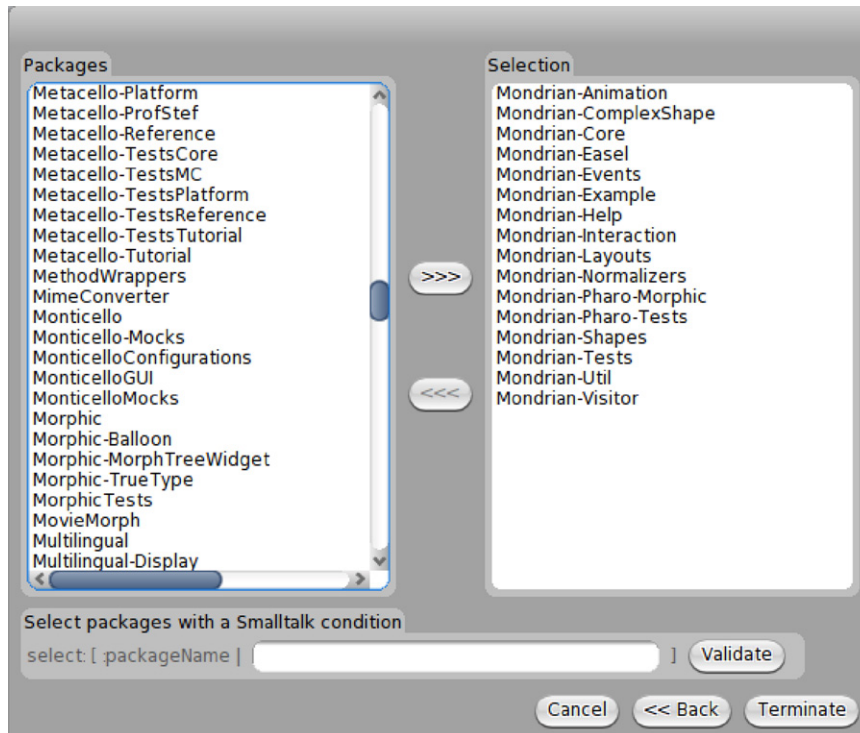 Packages
Metacello-Platform
Metacello-ProfStef
Metacello-Reference
Metacello-TestsCore
Metacello-TestsMC
Metacello-TestsPlatform
Metacello-TestsReference
Metacello-TestsTutorial
Metacello-Tutorial
MethodWrappers
MimeConverter
Monticello
Monticello-Mocks
MonticelloConfigurations
MonticelloGUI
MonticelloMocks
Morphic
Morphic-Balloon
Morphic-MorphTreeWidget
Morphic-TrueType
MorphicTests
MovieMorph
Multilingual
Multilingual-Display
>>>
<<<
Selection
Mondrian-Animation
Mondrian-ComplexShape
Mondrian-Core
Mondrian-Easel
Mondrian-Events
Mondrian-Example
Mondrian-Help
Mondrian-Interaction
Mondrian-Layouts
Mondrian-Normalizers
Mondrian-Pharo-Morphic
Mondrian-Pharo-Tests
Mondrian-Shapes
Mondrian-Tests
Mondrian-Util
Mondrian-Visitor
Select packages with a Smalltalk condition
select: [ :packageName | ] Validate
Cancel << Back Terminate